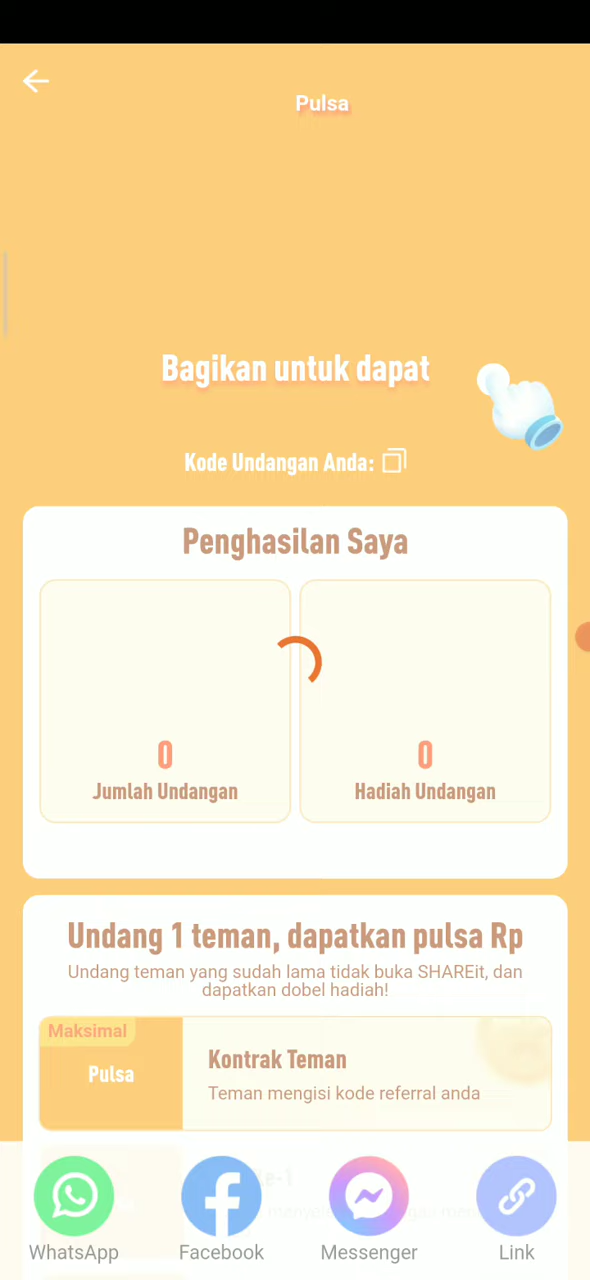 Pulsa
Bagikan untuk dapat
Kode Undangan Anda:
Penghasilan Saya
0
Jumlah Undangan
0
Hadiah Undangan
Undang 1 teman, dapatkan pulsa Rp
Undang teman yang sudah lama tidak buka SHAREit, dan
dapatkan dobel hadiah!
Maksimal
Pulsa
Kontrak Teman
Teman mengisi kode referral anda
WhatsApp
Facebook
Messenger
Link